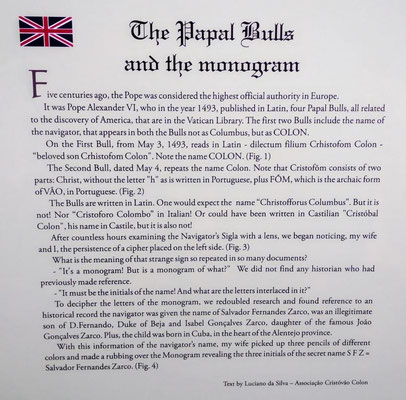 The Papal Bulls
and the monogram
Five centuries ago, the Pope was considered the highest official authority in Europe.
It was Pope Alexander VI, who in the year 1493, published in Latin, four Papal Bulls, all related
to the discovery of America, that are in the Vatican Library. The first two Bulls include the name of
the navigator, that appears in both the Bulls not as Columbus, but as COLON.
On the First Bull, from May 3, 1493, reads in Latin - dilectum filium Crhistofom Colon -
"beloved son Crhistofom Colon". Note the name COLON. (Fig. 1)
The Second Bull, dated May 4, repeats the name Colon. Note that Cristofõm consists of two
parts: Christ, without the letter "h" as is written in Portuguese, plus FÕM, which is the archaic form
of VÃO, in Portuguese. (Fig. 2)
The Bulls are written in Latin. One would expect the name "Christofforus Columbus". But it is
not! Nor "Cristoforo Colombo" in Italian! Or could have been written in Castilian "Cristóbal
Colón", his name in Castile, but it is also not!
After countless hours examining the Navigator's Sigla with a lens, we began noticing, my wife
and I, the persistence of a cipher placed on the left side. (Fig. 3)
What is the meaning of that strange sign so repeated in so many documents?
- "It's a monogram! But is a monogram of what?" We did not find any historian who had
previously made reference.
- "It must be the initials of the name! And what are the letters interlaced in it?"
To decipher the letters of the monogram, we redoubled research and found reference to an
historical record the navigator was given the name of Salvador Fernandes Zarco, was an illegitimate
son of D.Fernando, Duke of Beja and Isabel Gonçalves Zarco, daughter of the famous João
Gonçalves Zarco. Plus, the child was born in Cuba, in the heart of the Alentejo province.
With this information of the navigator's name, my wife picked up three pencils of different
colors and made a rubbing over the Monogram revealing the three initials of the secret name S F Z =
Salvador Fernandes Zarco. (Fig. 4)
Text by Luciano da Silva – Associação Cristóvão Colon